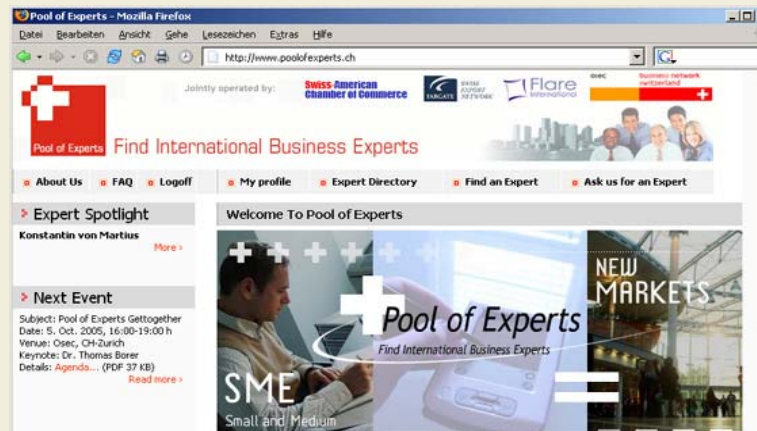 Pool of Experts - Mozilla Firefox
Datei Bearbeiten Ansicht Gehe Lesezeichen Extras Hilfe
http://www.poolofexperts.ch
G
Jointly operated by:
Swiss-American
Chamber of Commerce
TARGATE
SWISS
EXPORT
NETWORK
Flare
International
osec
business network
switzerland
Pool of Experts
Find International Business Experts
About Us FAQ Logoff My profile Expert Directory Find an Expert Ask us for an Expert
Expert Spotlight
Konstantin von Martius
More ›
Next Event
Subject: Pool of Experts Gettogether
Date: 5. Oct. 2005, 16:00-19:00 h
Venue: Osec, CH-Zurich
Keynote: Dr. Thomas Borer
Details: Agenda... (PDF 37 KB)
Read more ›
Welcome To Pool of Experts
NEW
MARKETS
Pool of Experts
Find International Business Experts
SME
Small and Medium